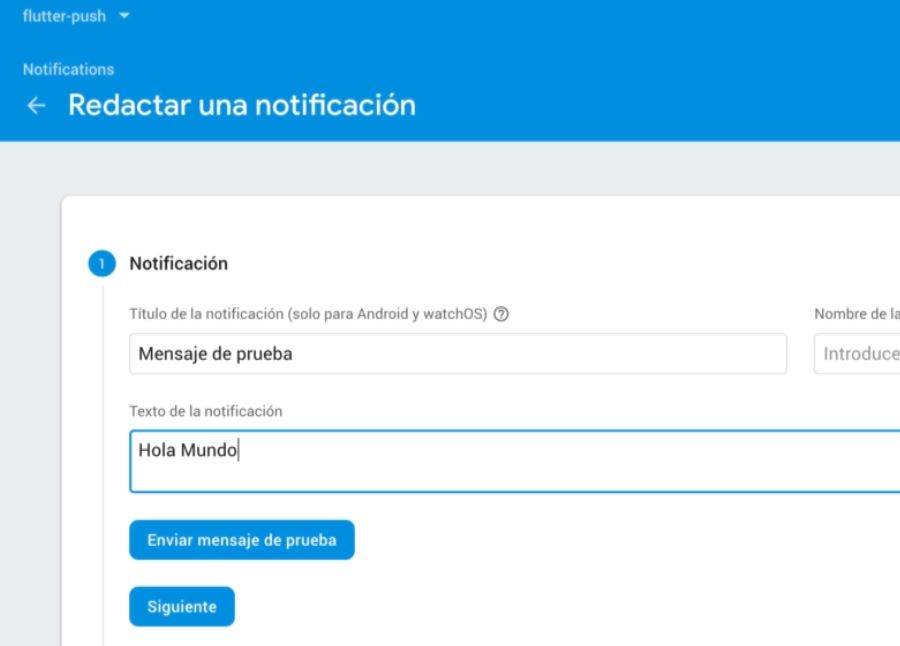 flutter-push
Notifications
Redactar una notificación
1 Notificación
Título de la notificación (solo para Android y watchOS)
Nombre de la
Mensaje de prueba
Introduce
Texto de la notificación
Hola Mundo
Enviar mensaje de prueba
Siguiente